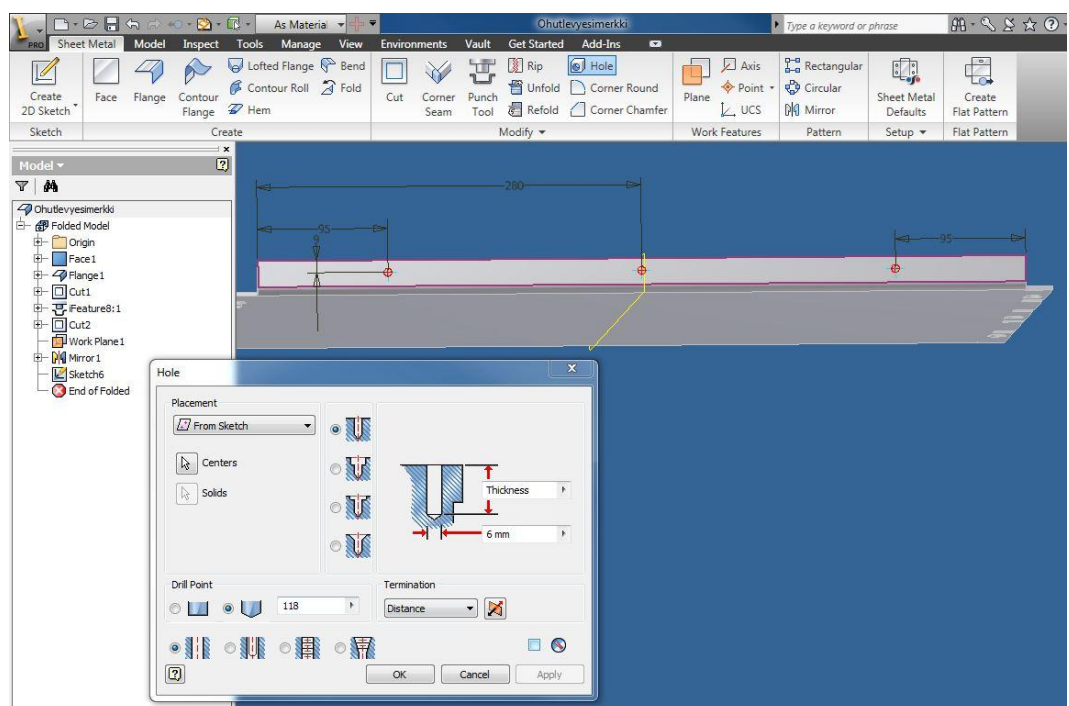 As Material
Ohutlevyesimerkki
Type a keyword or phrase
PRO Sheet Metal Model Inspect Tools Manage View Environments Vault Get Started Add-Ins
Lofted Flange Bend Rip Hole Axis Rectangular
Contour Roll Fold Unfold Corner Round Point Circular
Hem Refold Corner Chamfer UCS Mirror
Create 2D Sketch
Face
Flange
Contour Flange
Cut
Corner Seam
Punch Tool
Plane
Sheet Metal Defaults
Create Flat Pattern
Sketch Create Modify Work Features Pattern Setup Flat Pattern
Model
Ohutlevyesimerkki
Folded Model
Origin
Face1
Flange1
Cut1
iFeature8:1
Cut2
Work Plane1
Mirror1
Sketch6
End of Folded
280
95
9
95
Hole
Placement
From Sketch
Centers
Solids
Thickness
6 mm
Drill Point
118
Termination
Distance
OK Cancel Apply